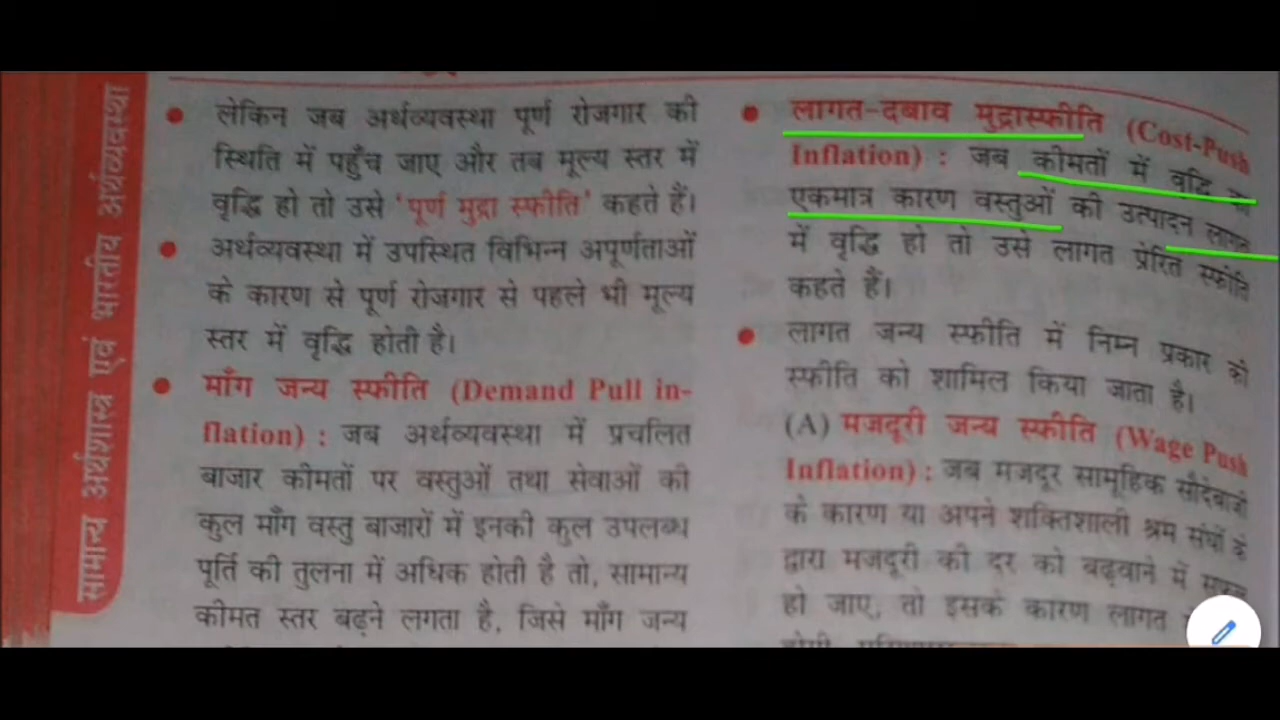 सामान्य अर्थशास्त्र एवं भारतीय अर्थव्यवस्था
● लेकिन जब अर्थव्यवस्था पूर्ण रोजगार की
स्थिति में पहुँच जाए और तब मूल्य स्तर में
वृद्धि हो तो उसे 'पूर्ण मुद्रा स्फीति' कहते हैं।
● अर्थव्यवस्था में उपस्थित विभिन्न अपूर्णताओं
के कारण से पूर्ण रोजगार से पहले भी मूल्य
स्तर में वृद्धि होती है।
● माँग जन्य स्फीति (Demand Pull in-
flation) : जब अर्थव्यवस्था में प्रचलित
बाजार कीमतों पर वस्तुओं तथा सेवाओं की
कुल माँग वस्तु बाजारों में इनकी कुल उपलब्ध
पूर्ति की तुलना में अधिक होती है तो, सामान्य
कीमत स्तर बढ़ने लगता है, जिसे माँग जन्य
● लागत-दबाव मुद्रास्फीति (Cost-Push
Inflation) : जब कीमतों में वृद्धि का
एकमात्र कारण वस्तुओं की उत्पादन लागत
में वृद्धि हो तो उसे लागत प्रेरित स्फीति
कहते हैं।
● लागत जन्य स्फीति में निम्न प्रकार की
स्फीति को शामिल किया जाता है।
(A) मजदूरी जन्य स्फीति (Wage Push
Inflation) : जब मजदूर सामूहिक सौदेबाजी
के कारण या अपने शक्तिशाली श्रम संघों के
द्वारा मजदूरी की दर को बढ़वाने में सफल
हो जाए, तो इसके कारण लागत